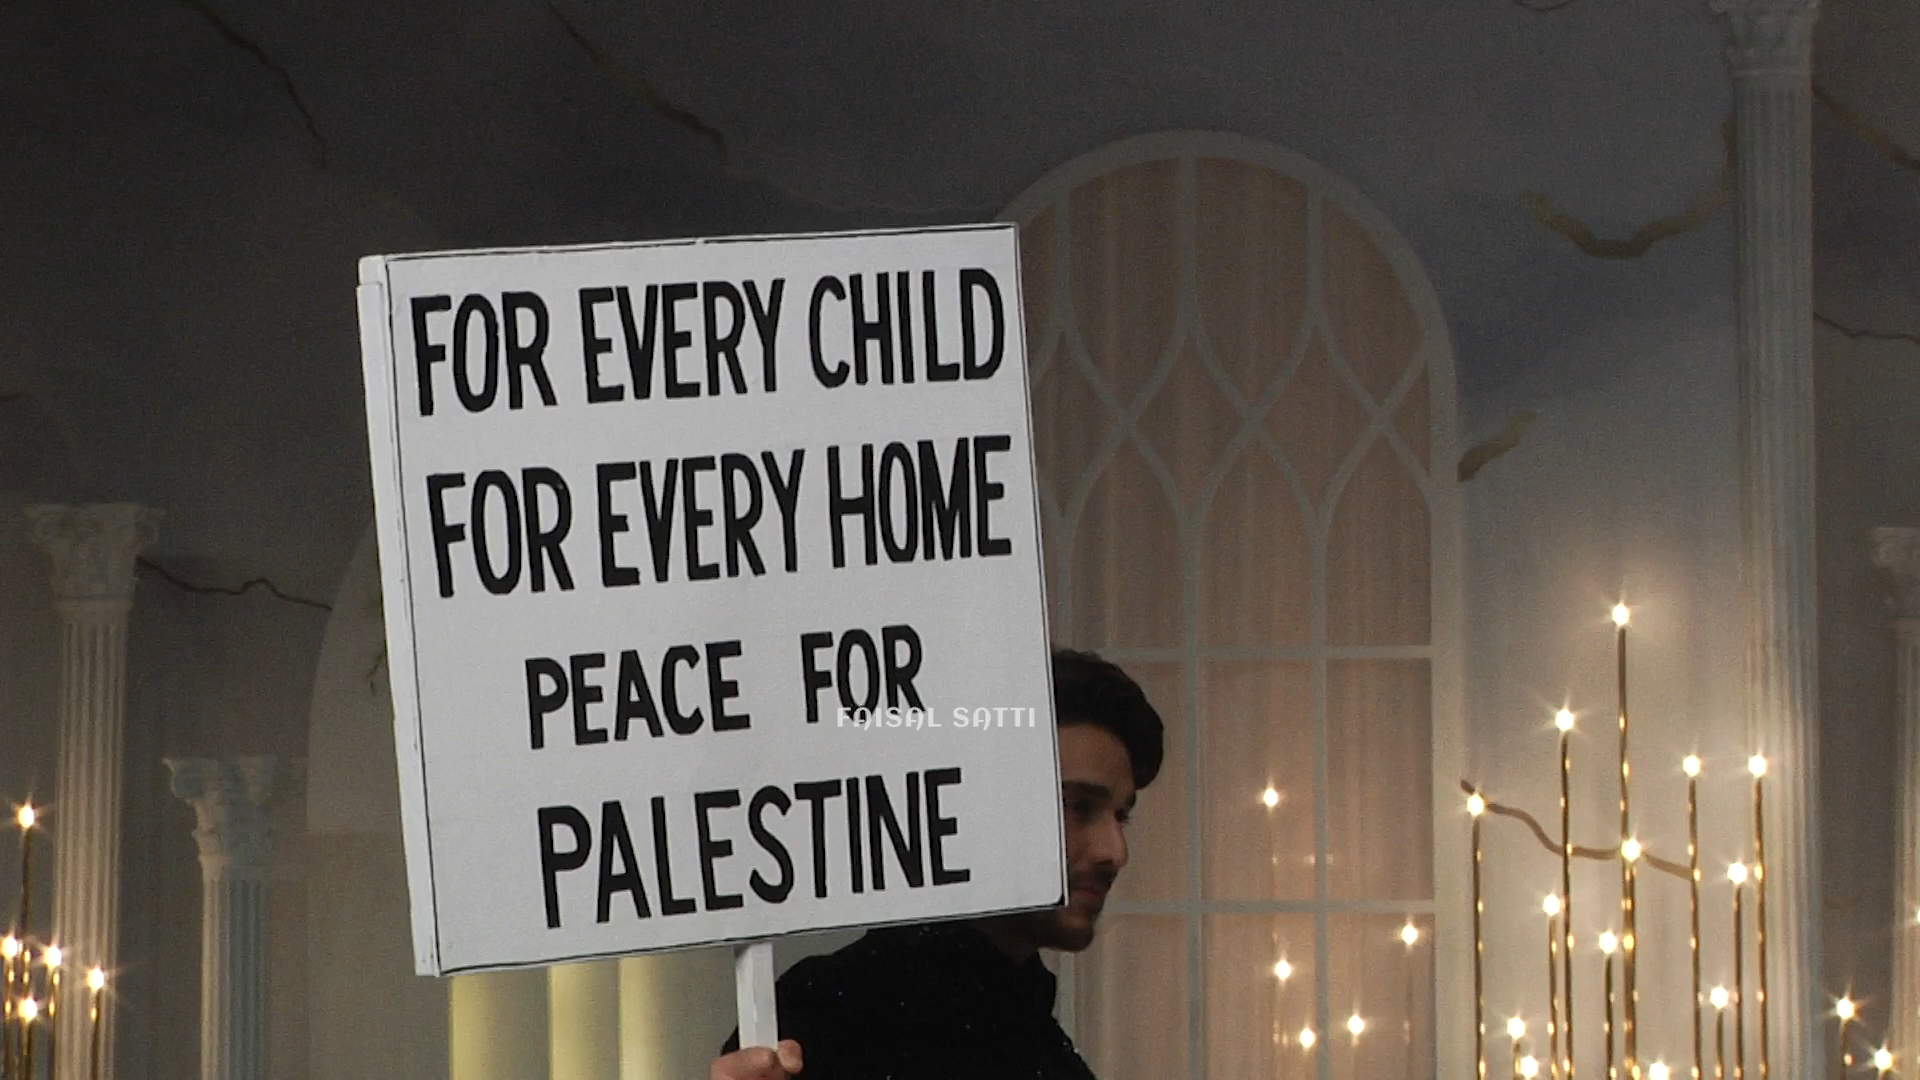 FOR EVERY CHILD
FOR EVERY HOME
PEACE FOR
FAISAL SATTI
PALESTINE